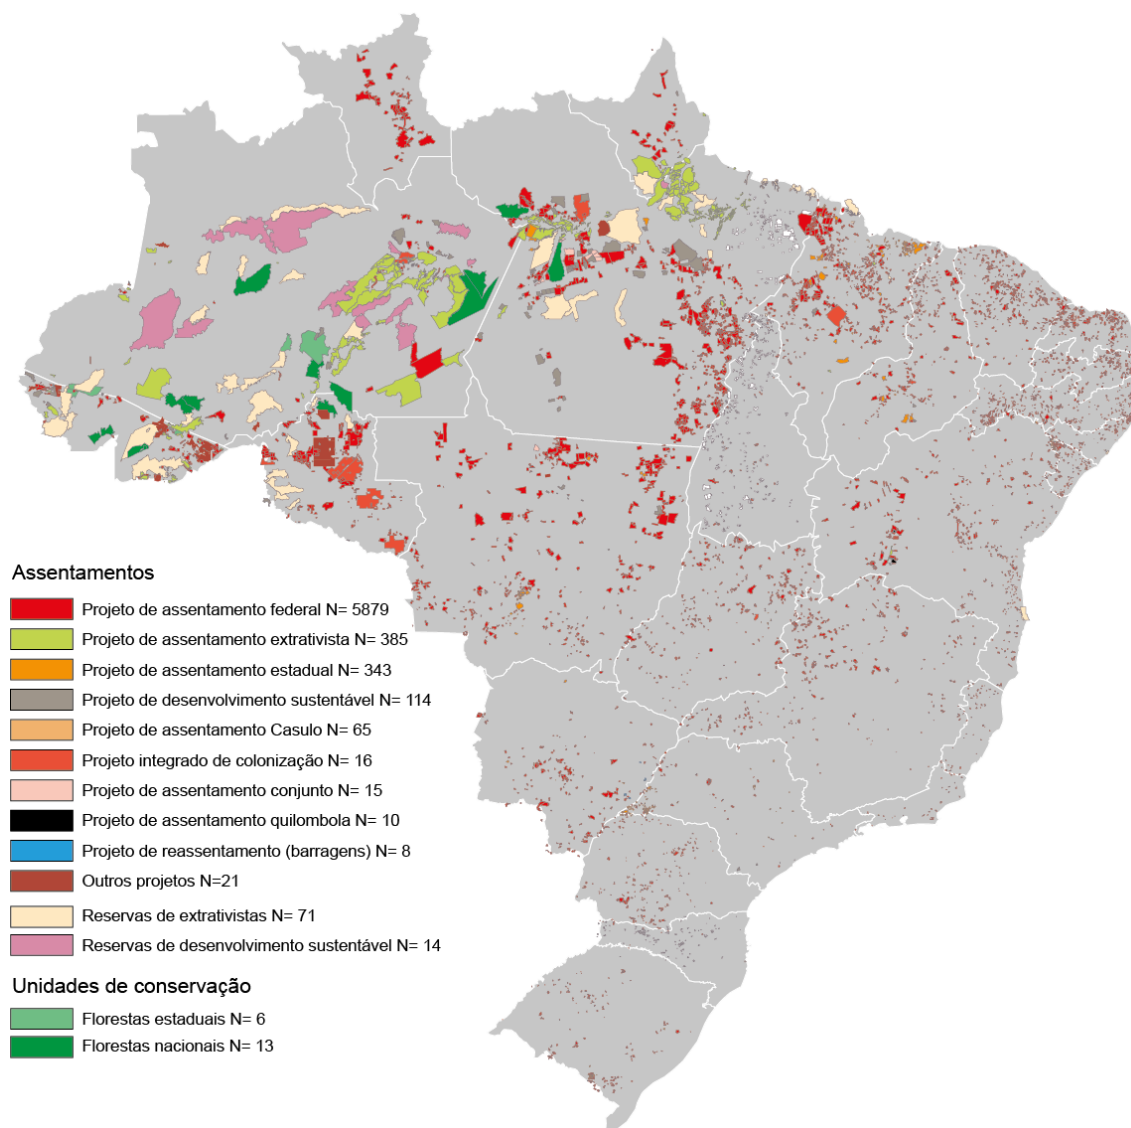 Assentamentos
Projeto de assentamento federal N= 5879
Projeto de assentamento extrativista N= 385
Projeto de assentamento estadual N= 343
Projeto de desenvolvimento sustentável N= 114
Projeto de assentamento Casulo N= 65
Projeto integrado de colonização N= 16
Projeto de assentamento conjunto N= 15
Projeto de assentamento quilombola N= 10
Projeto de reassentamento (barragens) N= 8
Outros projetos N=21
Reservas de extrativistas N= 71
Reservas de desenvolvimento sustentável N= 14
Unidades de conservação
Florestas estaduais N= 6
Florestas nacionais N= 13